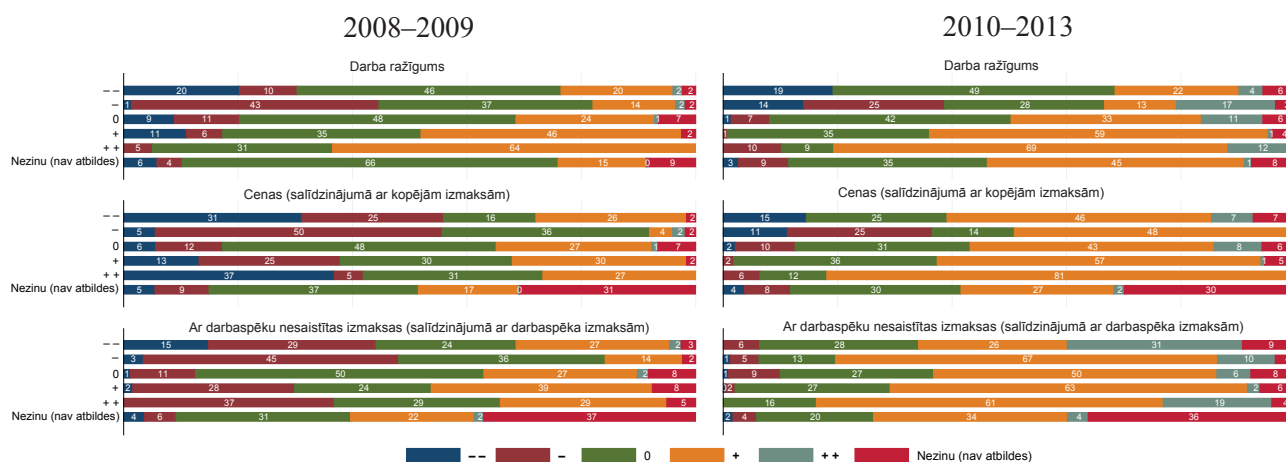 2008–2009
2010–2013
Darba ražīgums
Darba ražīgums
– – 20 10 46 20 2 2
19 49 22 4 6
– 1 43 37 14 2 2
14 25 28 13 17
0 9 11 48 24 1 7
1 7 42 33 11 6
+ 11 6 35 46 2
1 35 59 1 4
+ + 5 31 64
10 9 69 12
Nezinu (nav atbildes) 6 4 66 15 0 9
3 9 35 45 1 8
Cenas (salīdzinājumā ar kopējām izmaksām)
Cenas (salīdzinājumā ar kopējām izmaksām)
– – 31 25 16 26 2
15 25 46 7 7
– 5 50 36 4 2 2
11 25 14 48
0 6 12 48 27 1 7
2 10 31 43 8 6
+ 13 25 30 30 2
2 36 57 1 5
+ + 37 5 31 27
6 12 81
Nezinu (nav atbildes) 5 9 37 17 0 31
4 8 30 27 2 30
Ar darbaspēku nesaistītas izmaksas (salīdzinājumā ar darbaspēka izmaksām)
Ar darbaspēku nesaistītas izmaksas (salīdzinājumā ar darbaspēka izmaksām)
– – 15 29 24 27 2 3
6 28 26 31 9
– 3 45 36 14 2
1 5 13 67 10
0 1 11 50 27 2 8
1 9 27 50 6 8
+ 2 28 24 39 8
0 2 27 63 2 6
+ + 37 29 29 5
16 61 19 4
Nezinu (nav atbildes) 4 6 31 22 2 37
2 4 20 34 4 36
– – – 0 + + + Nezinu (nav atbildes)